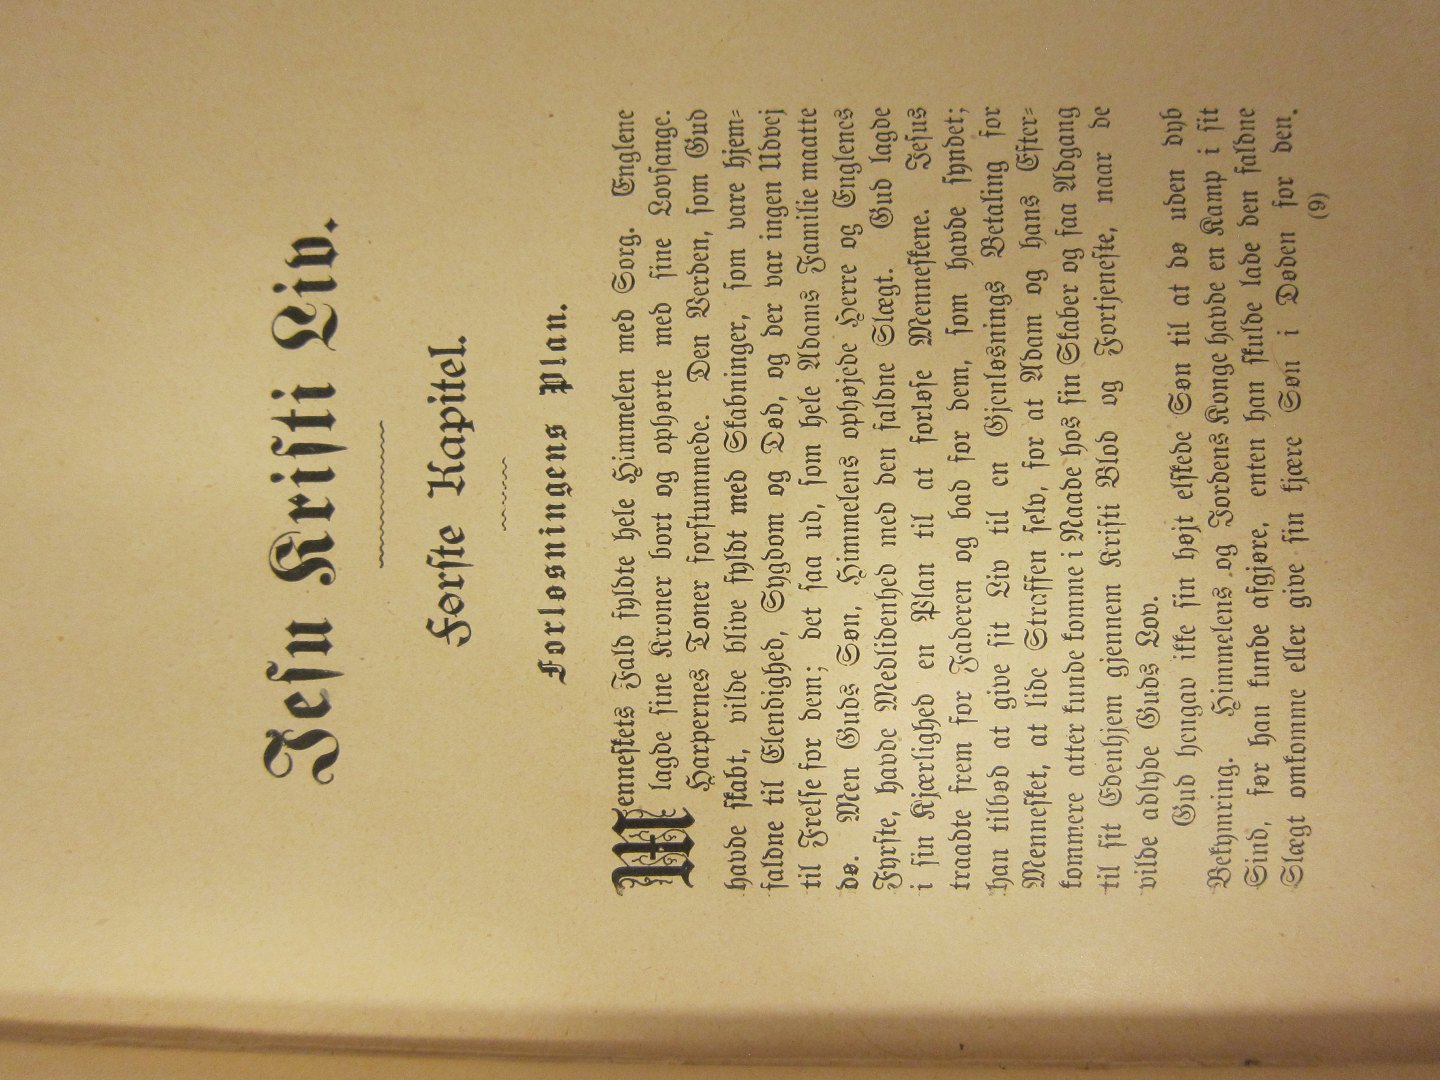 Jesu Kristi Liv.
Første Kapitel.
Forløsningens Plan.
Menneskets Fald fyldte hele Himmelen med Sorg. Englene
lagde sine Kroner bort og ophørte med sine Lovsange.
Harpernes Toner forstummede. Den Verden, som Gud
havde skabt, vilde blive fyldt med Skabninger, som vare hjem-
faldne til Elendighed, Sygdom og Død, og der var ingen Udvej
til Frelse for dem; det saa ud, som hele Adams Familie maatte
dø. Men Guds Søn, Himmelens ophøjede Herre og Englenes
Fyrste, havde Medlidenhed med den faldne Slægt. Gud lagde
i sin Kjærlighed en Plan til at forløse Menneskene. Jesus
traadte frem for Faderen og bad for dem, som havde syndet;
han tilbød at give sit Liv til en Gjenløsnings Betaling for
Mennesket, at lide Straffen selv, for at Adam og hans Efter-
kommere atter kunde komme i Naade hos sin Skaber og faa Adgang
til sit Edenhjem gjennem Kristi Blod og Fortjeneste, naar de
vilde adlyde Guds Lov.
Gud hengav ikke sin højt elskede Søn til at dø uden dyb
Bekymring. Himmelens og Jordens Konge havde en Kamp i sit
Sind, før han kunde afgjøre, enten han skulde lade den faldne
Slægt omkomme eller give sin kjære Søn i Døden for den.
(9)